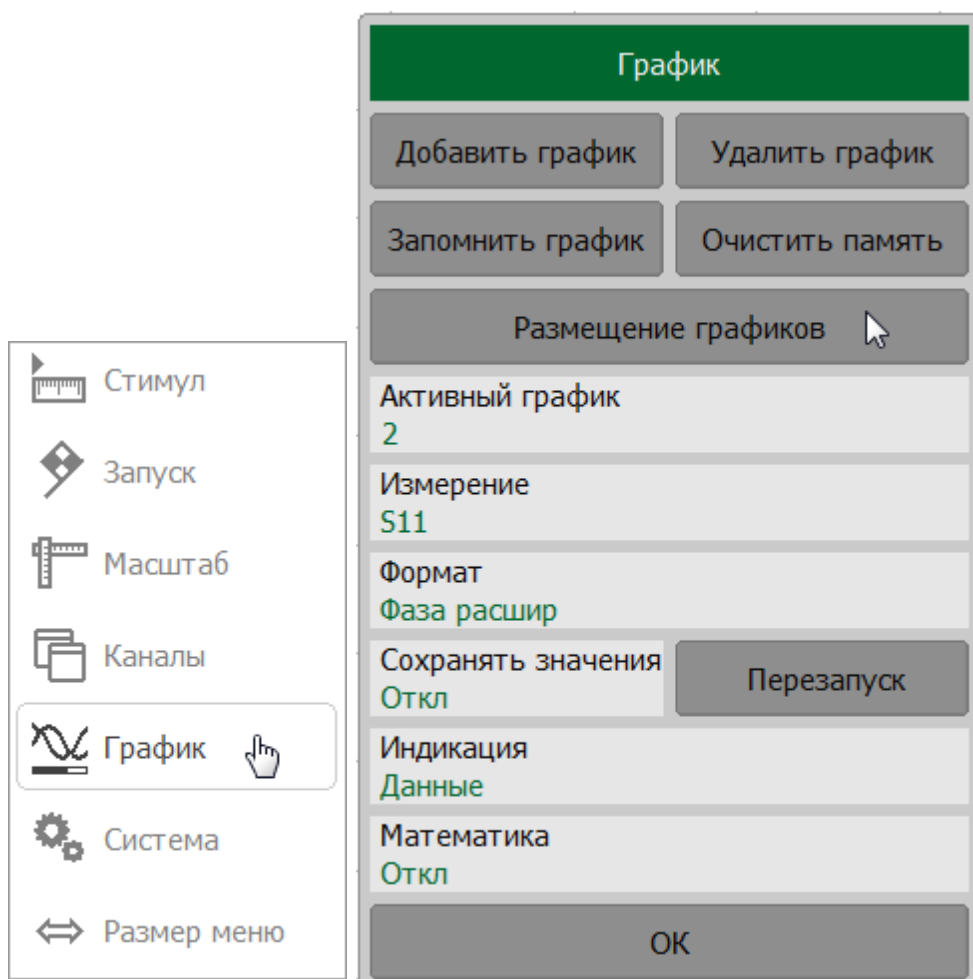 Стимул
Запуск
Масштаб
Каналы
График
Система
Размер меню
График
Добавить график
Удалить график
Запомнить график
Очистить память
Размещение графиков
Активный график
2
Измерение
S11
Формат
Фаза расшир
Сохранять значения
Откл
Перезапуск
Индикация
Данные
Математика
Откл
ОК